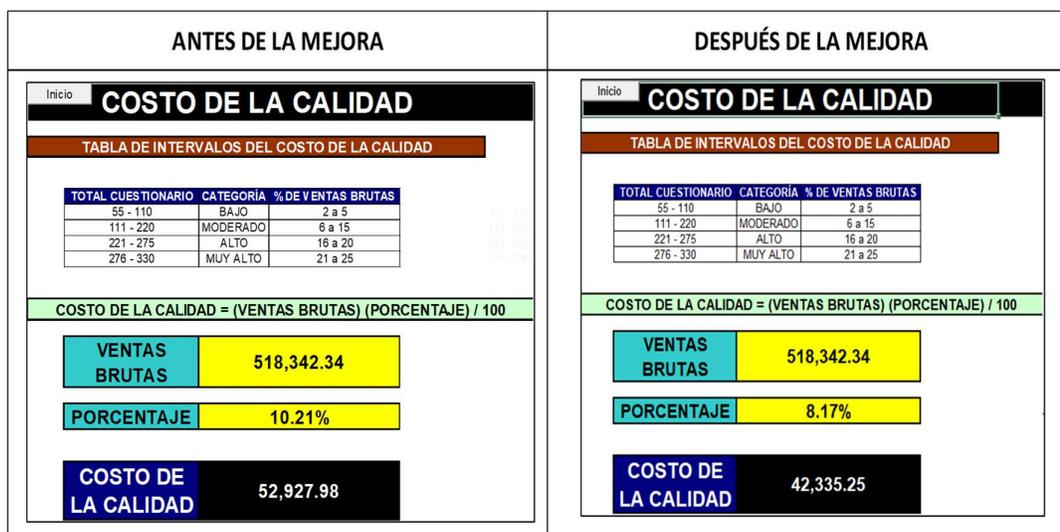 ANTES DE LA MEJORA
Inicio
COSTO DE LA CALIDAD
TABLA DE INTERVALOS DEL COSTO DE LA CALIDAD
TOTAL CUESTIONARIO CATEGORÍA % DE VENTAS BRUTAS
55 - 110 BAJO 2 a 5
111 - 220 MODERADO 6 a 15
221 - 275 ALTO 16 a 20
276 - 330 MUY ALTO 21 a 25
COSTO DE LA CALIDAD = (VENTAS BRUTAS) (PORCENTAJE) / 100
VENTAS
BRUTAS
518,342.34
PORCENTAJE 10.21%
COSTO DE
LA CALIDAD
52,927.98
DESPUÉS DE LA MEJORA
Inicio
COSTO DE LA CALIDAD
TABLA DE INTERVALOS DEL COSTO DE LA CALIDAD
TOTAL CUESTIONARIO CATEGORÍA % DE VENTAS BRUTAS
55 - 110 BAJO 2 a 5
111 - 220 MODERADO 6 a 15
221 - 275 ALTO 16 a 20
276 - 330 MUY ALTO 21 a 25
COSTO DE LA CALIDAD = (VENTAS BRUTAS) (PORCENTAJE) / 100
VENTAS
BRUTAS
518,342.34
PORCENTAJE 8.17%
COSTO DE
LA CALIDAD
42,335.25